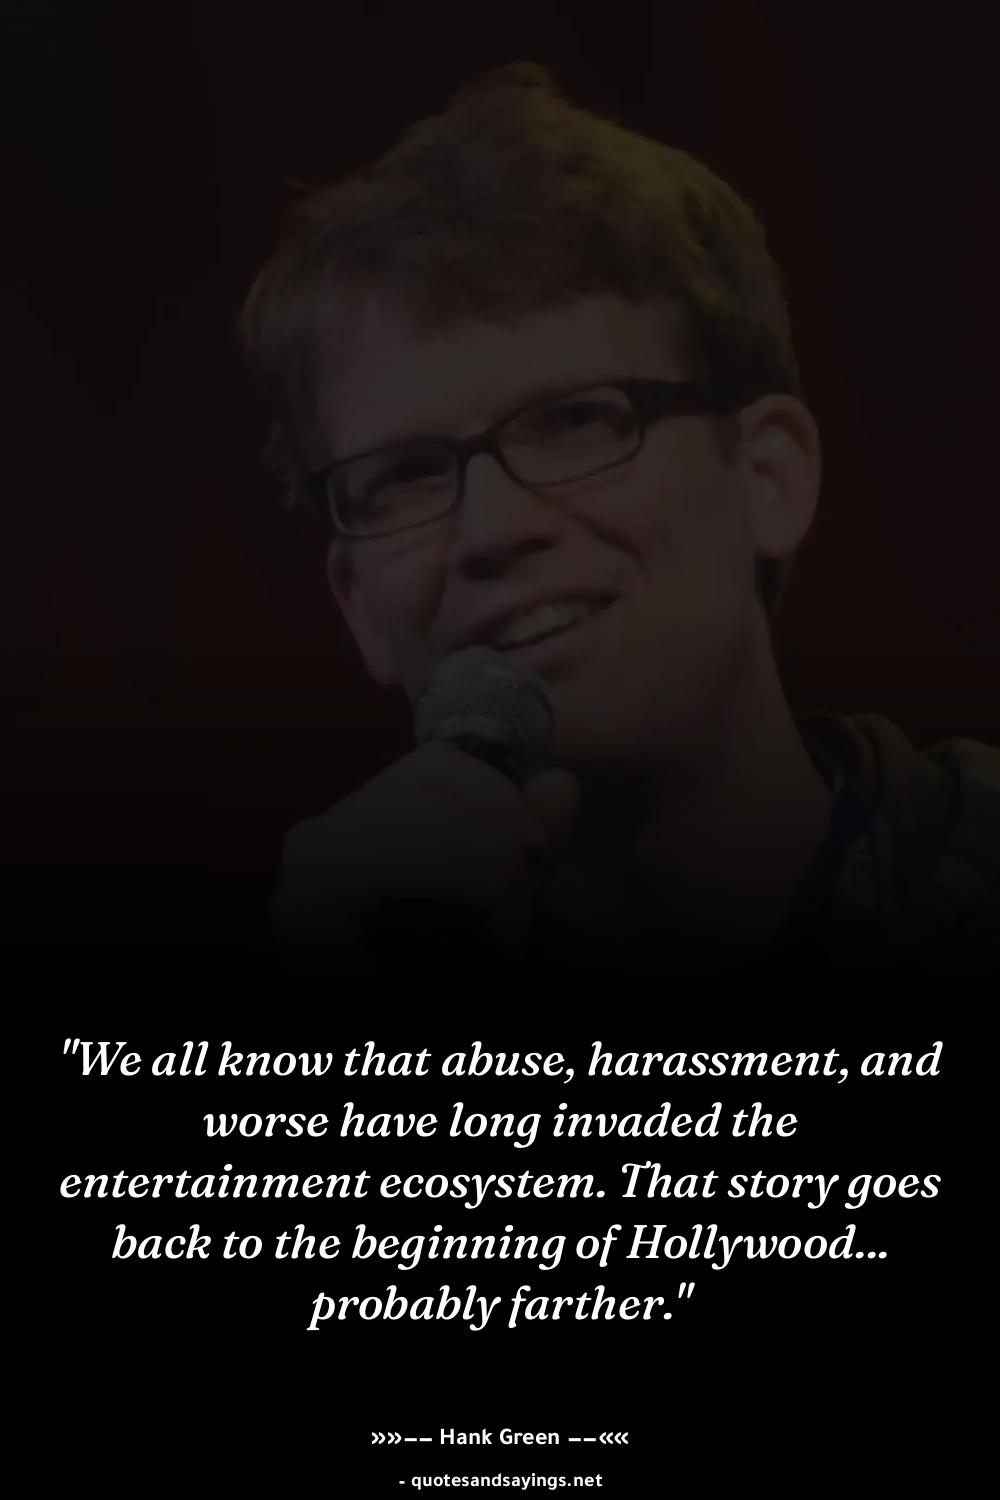 "We all know that abuse, harassment, and
worse have long invaded the
entertainment ecosystem. That story goes
back to the beginning of Hollywood...
probably farther."
»»−− Hank Green −−««
- quotesandsayings.net